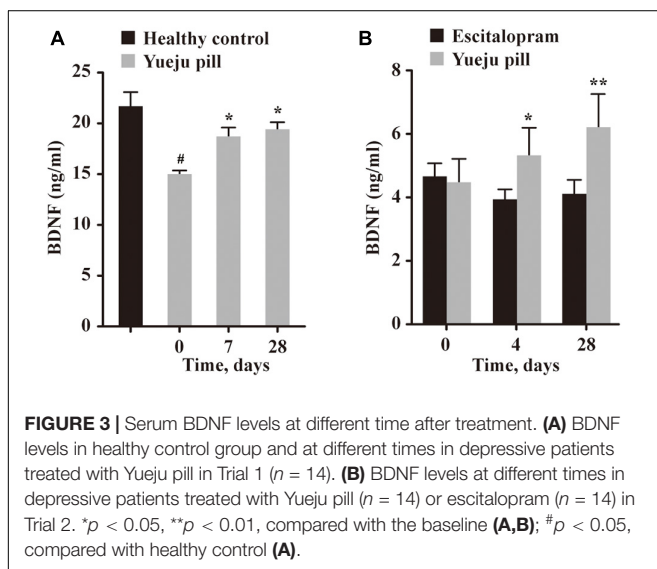 A
Healthy control
Yueju pill
BDNF (ng/ml)
25
20
15
10
5
0
#
*
*
0 7 28
Time, days
B
Escitalopram
Yueju pill
BDNF (ng/ml)
8
6
4
2
0
*
**
0 4 28
Time, days
FIGURE 3 | Serum BDNF levels at different time after treatment. (A) BDNF
levels in healthy control group and at different times in depressive patients
treated with Yueju pill in Trial 1 (n = 14). (B) BDNF levels at different times in
depressive patients treated with Yueju pill (n = 14) or escitalopram (n = 14) in
Trial 2. *p < 0.05, **p < 0.01, compared with the baseline (A,B); #p < 0.05,
compared with healthy control (A).